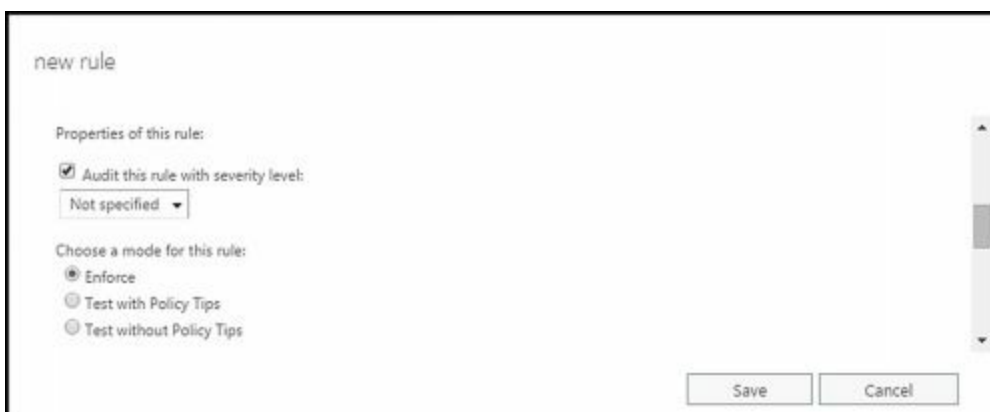 new rule
Properties of this rule:
Audit this rule with severity level:
Not specified
Choose a mode for this rule:
Enforce
Test with Policy Tips
Test without Policy Tips
Save Cancel